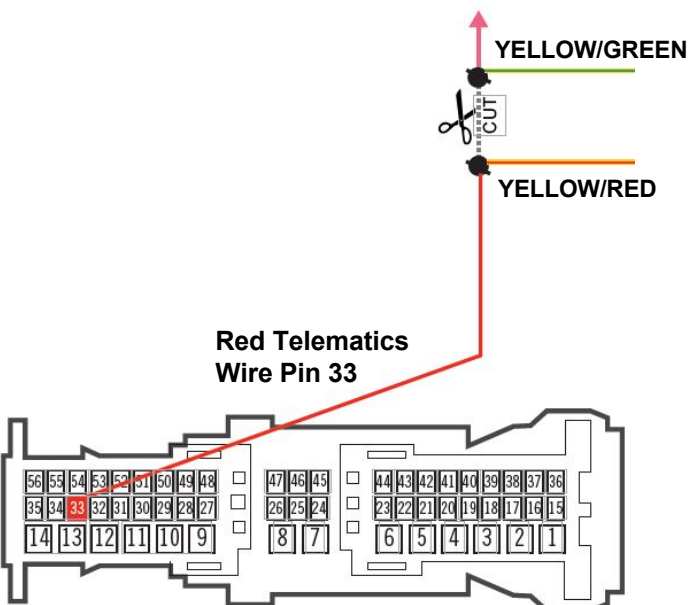 YELLOW/GREEN
CUT
YELLOW/RED
Red Telematics
Wire Pin 33
56 55 54 53 52 51 50 49 48 47 46 45 44 43 42 41 40 39 38 37 36
35 34 33 32 31 30 29 28 27 26 25 24 23 22 21 20 19 18 17 16 15
14 13 12 11 10 9 8 7 6 5 4 3 2 1